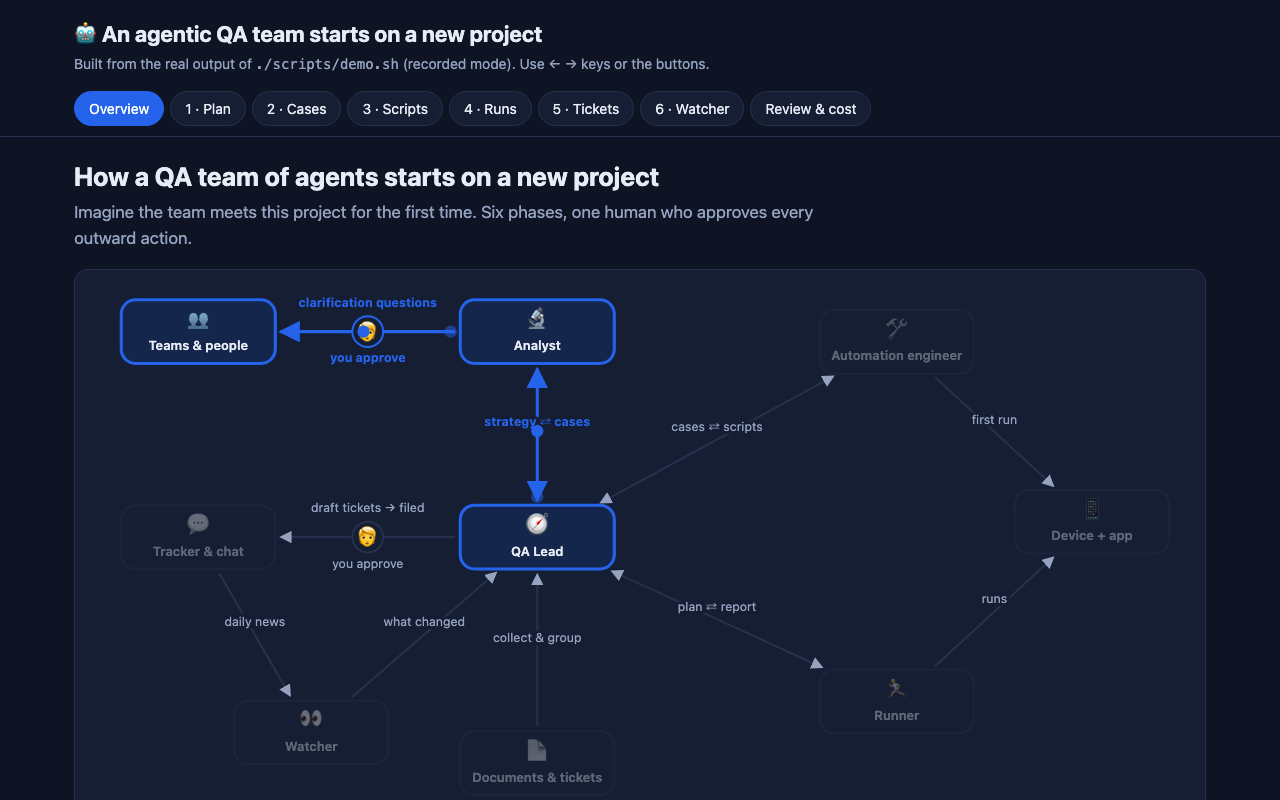 🤖 An agentic QA team starts on a new project
Built from the real output of ./scripts/demo.sh (recorded mode). Use ← → keys or the buttons.
Overview
1 · Plan
2 · Cases
3 · Scripts
4 · Runs
5 · Tickets
6 · Watcher
Review & cost
How a QA team of agents starts on a new project
Imagine the team meets this project for the first time. Six phases, one human who approves every
outward action.
clarification questions
Teams & people
you approve
Analyst
Automation engineer
strategy ⇄ cases
cases ⇄ scripts
first run
draft tickets → filed
Tracker & chat
you approve
QA Lead
Device + app
daily news
what changed
collect & group
plan ⇄ report
runs
Watcher
Runner
Documents & tickets